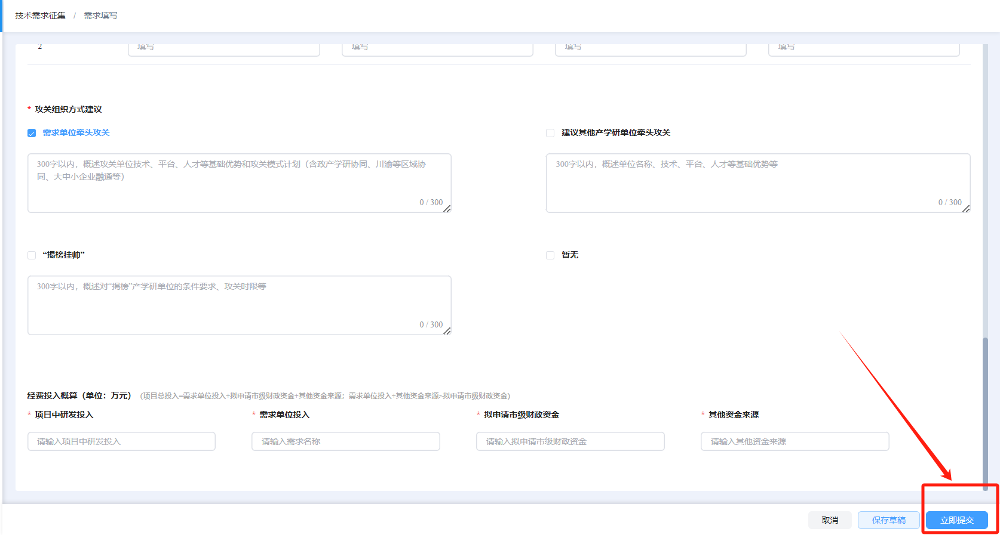 技术需求征集 / 需求填写
2 填写 填写 填写 填写
* 攻关组织方式建议
需求单位牵头攻关
建议其他产学研单位牵头攻关
300字以内，概述攻关单位技术、平台、人才等基础优势和攻关模式计划（含政产学研协同、川渝等区域协
同、大中小企业融通等）
0 / 300
300字以内，概述单位名称、技术、平台、人才等基础优势等
0 / 300
“揭榜挂帅”
暂无
300字以内，概述对“揭榜”产学研单位的条件要求、攻关时限等
0 / 300
经费投入概算（单位：万元） (项目总投入=需求单位投入+拟申请市级财政资金+其他资金来源；需求单位投入+其他资金来源>拟申请市级财政资金)
* 项目中研发投入 * 需求单位投入 * 拟申请市级财政资金 * 其他资金来源
请输入项目中研发投入 请输入需求名称 请输入拟申请市级财政资金 请输入其他资金来源
取消 保存草稿 立即提交